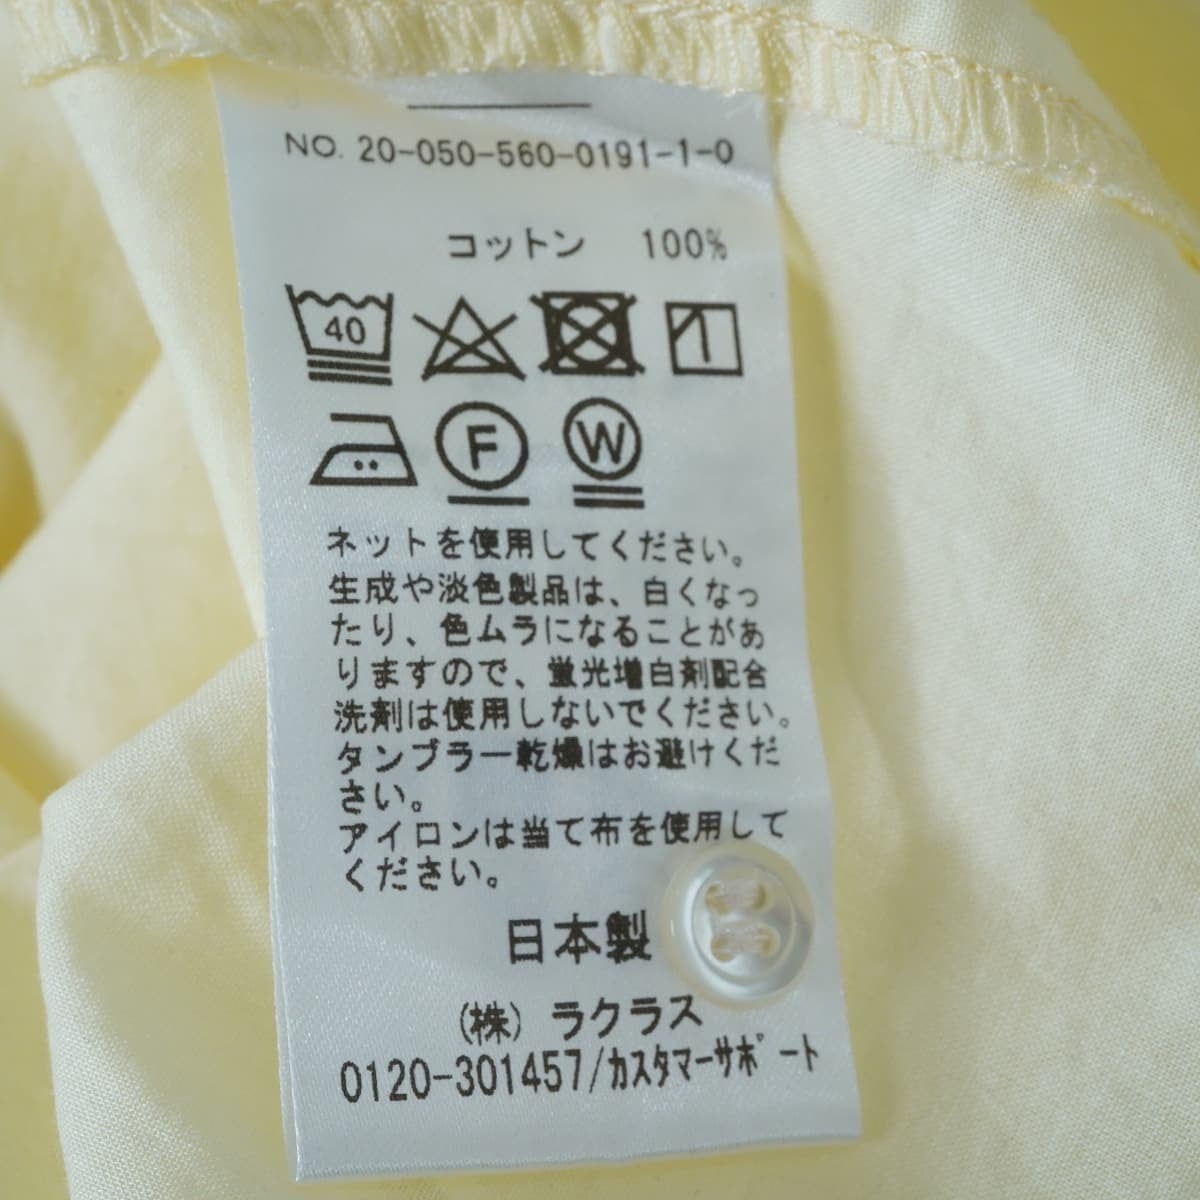 NO. 20-050-560-0191-1-0
コットン 100%
40
F W
ネットを使用してください。
生成や淡色製品は、白くなっ
たり、色ムラになることがあ
りますので、蛍光増白剤配合
洗剤は使用しないでください。
タンブラー乾燥はお避けくだ
さい。
アイロンは当て布を使用して
ください。
日本製
(株) ラクラス
0120-301457/カスタマーサポート